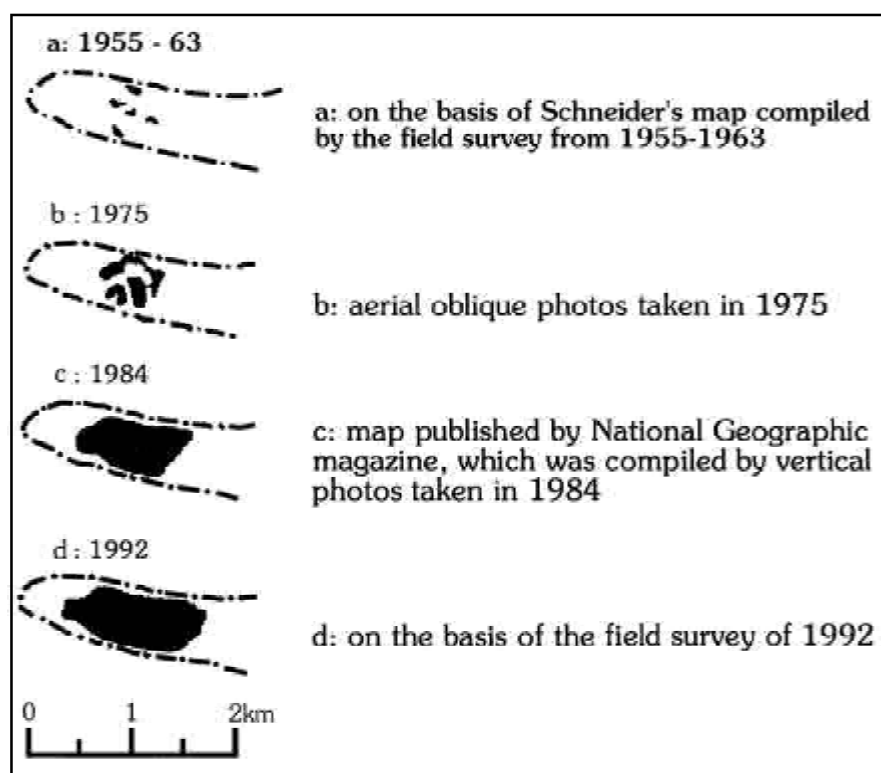 a: 1955 - 63
a: on the basis of Schneider's map compiled
by the field survey from 1955-1963
b : 1975
b: aerial oblique photos taken in 1975
c : 1984
c: map published by National Geographic
magazine, which was compiled by vertical
photos taken in 1984
d : 1992
d: on the basis of the field survey of 1992
0 1 2km